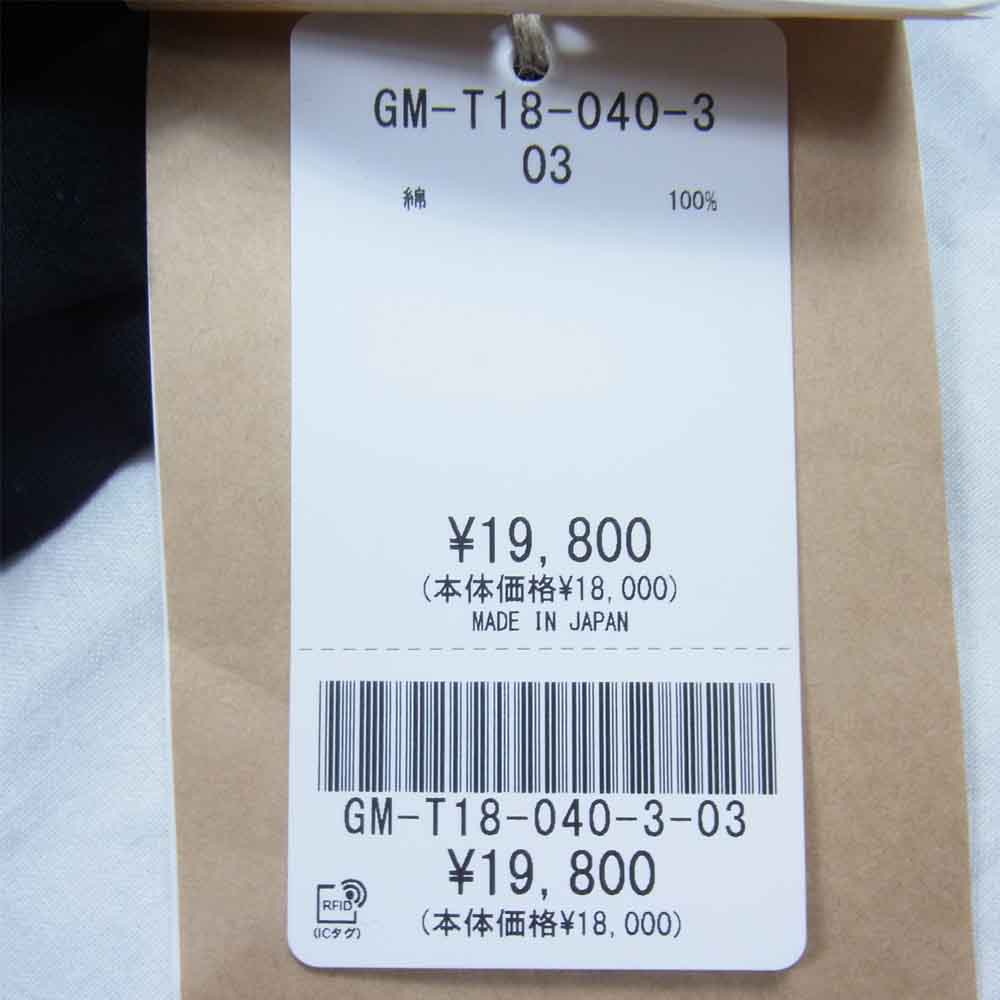 GM-T18-040-3
03
綿 100%
¥19,800
(本体価格¥18,000)
MADE IN JAPAN
GM-T18-040-3-03
¥19,800
(本体価格¥18,000)
RFID
(ICタグ)